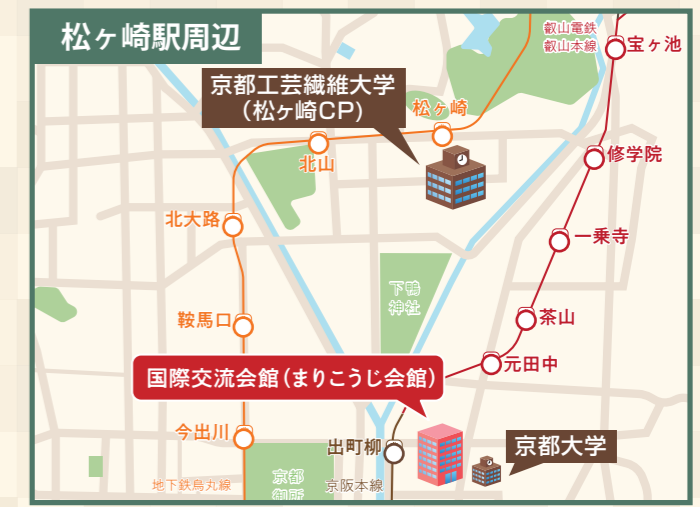 松ヶ崎駅周辺
叡山電鉄
叡山本線
宝ヶ池
京都工芸繊維大学
（松ヶ崎CP）
松ヶ崎
北山
修学院
北大路
一乗寺
下鴨
神社
鞍馬口
茶山
元田中
国際交流会館（まりこうじ会館）
今出川
出町柳
京都大学
京都
御所
地下鉄烏丸線
京阪本線